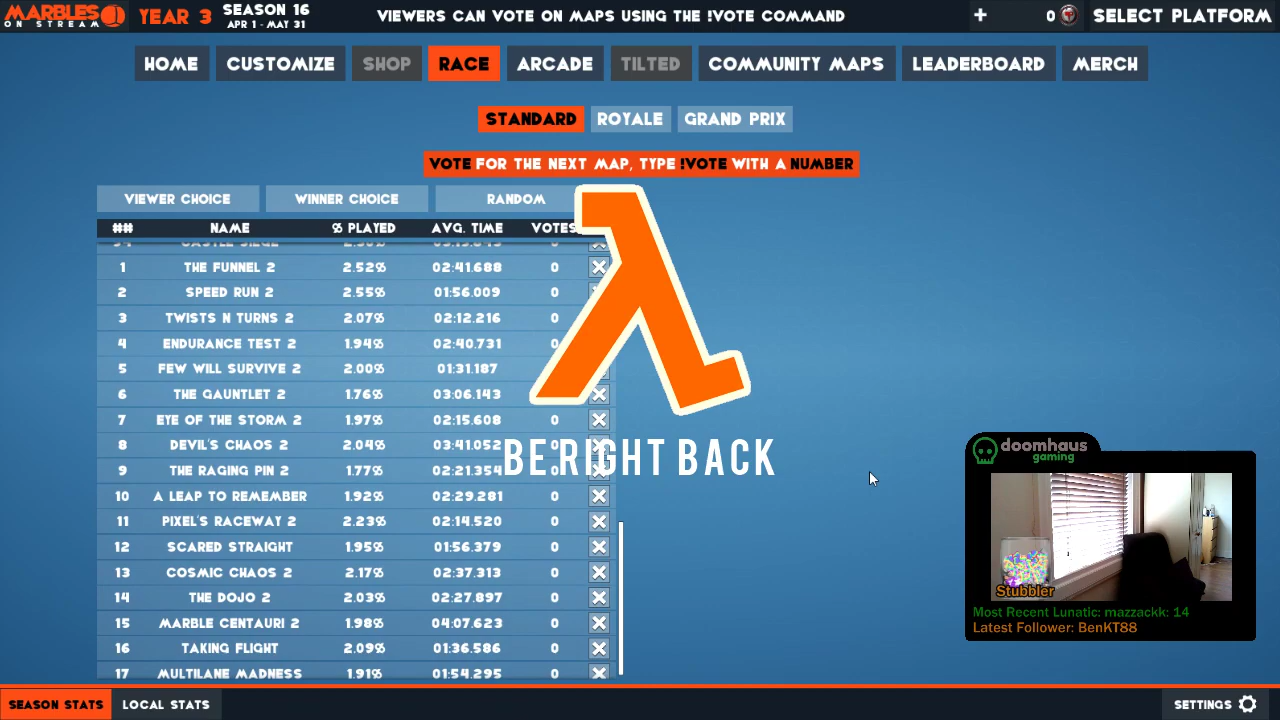 MARBLES
ON STREAM
YEAR 3
SEASON 16
APR 1 - MAY 31
VIEWERS CAN VOTE ON MAPS USING THE !VOTE COMMAND
+
0
SELECT PLATFORM
HOME
CUSTOMIZE
SHOP
RACE
ARCADE
TILTED
COMMUNITY MAPS
LEADERBOARD
MERCH
STANDARD
ROYALE
GRAND PRIX
VOTE FOR THE NEXT MAP, TYPE !VOTE WITH A NUMBER
VIEWER CHOICE
WINNER CHOICE
RANDOM
## NAME % PLAYED AVG. TIME VOTES
1 THE FUNNEL 2 2.52% 02:41.688 0
2 SPEED RUN 2 2.55% 01:56.009 0
3 TWISTS N TURNS 2 2.07% 02:12.216 0
4 ENDURANCE TEST 2 1.94% 02:40.731 0
5 FEW WILL SURVIVE 2 2.00% 01:31.187 0
6 THE GAUNTLET 2 1.76% 03:06.143 0
7 EYE OF THE STORM 2 1.97% 02:15.608 0
8 DEVIL'S CHAOS 2 2.04% 03:41.052
9 THE RAGING PIN 2 1.77% 02:21.354
10 A LEAP TO REMEMBER 1.92% 02:29.281 0
11 PIXEL'S RACEWAY 2 2.23% 02:14.520 0
12 SCARED STRAIGHT 1.95% 01:56.379 0
13 COSMIC CHAOS 2 2.17% 02:37.313 0
14 THE DOJO 2 2.03% 02:27.897 0
15 MARBLE CENTAURI 2 1.98% 04:07.623 0
16 TAKING FLIGHT 2.09% 01:36.586 0
17 MULTILANE MADNESS 1.91% 01:54.295 0
λ
BE RIGHT BACK
doomhaus
gaming
Stubbler
Most Recent Lunatic: mazzackk: 14
Latest Follower: BenKT88
SEASON STATS
LOCAL STATS
SETTINGS